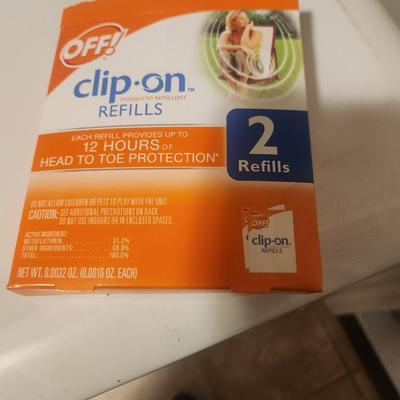 OFF!
clip·on™
MOSQUITO REPELLENT
REFILLS
EACH REFILL PROVIDES UP TO
12 HOURS OF
HEAD TO TOE PROTECTION*
2
Refills
DO NOT ALLOW CHILDREN OR PETS TO PLAY WITH THE UNIT.
CAUTION: SEE ADDITIONAL PRECAUTIONS ON BACK.
DO NOT USE INDOORS OR IN ENCLOSED SPACES.
ACTIVE INGREDIENT:
METOFLUTHRIN 31.2%
OTHER INGREDIENTS: 68.8%
TOTAL: 100.0%
NET WT. 0.0032 OZ. (0.0016 OZ. EACH)
OFF!
clip·on
REFILLS